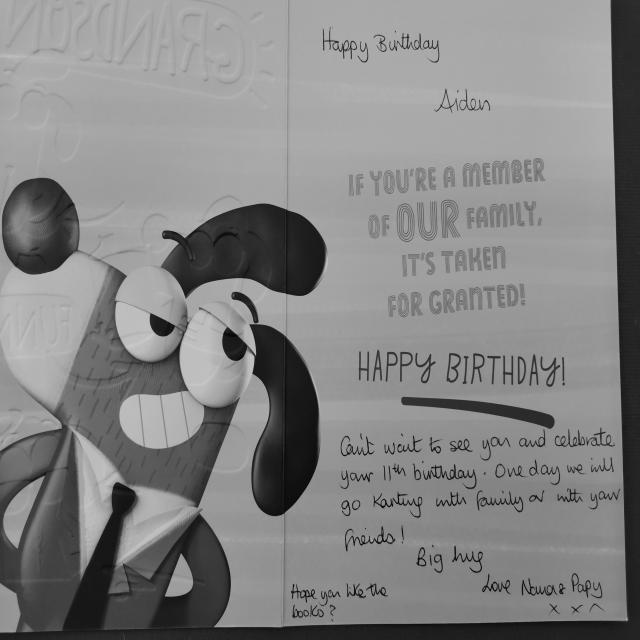 GRANDSON
FUNN
Happy Birthday
Aiden
IF YOU'RE A MEMBER
OF OUR FAMILY,
IT'S TAKEN
FOR GRANTED!
HAPPY BIRTHDAY!
Can't wait to see you and celebrate
your 11th birthday. One day we will
go Karting with family or with your
friends!
Big hug
Love & Papy
x x x
Hope you like the
books?